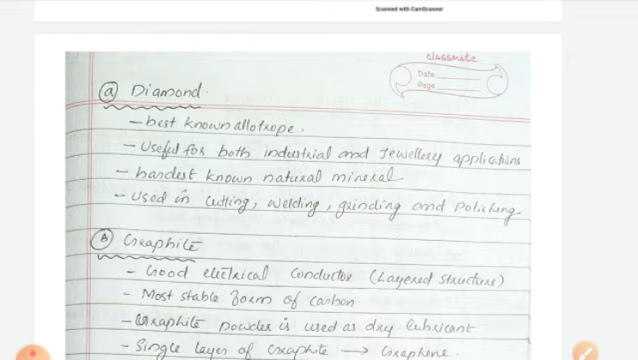 Scanned with CamScanner
classmate
Date
Page
(a) Diamond.
- best known allotrope.
- Useful for both industrial and Jewellery applications
- hardest known natural mineral
- Used in Cutting, welding, grinding and Polishing
(b) Graphite
- Good electrical conductor (Layered structure)
- Most stable form of carbon
- Graphite powder is used as dry lubricant
- Single layer of Graphite → Graphene.